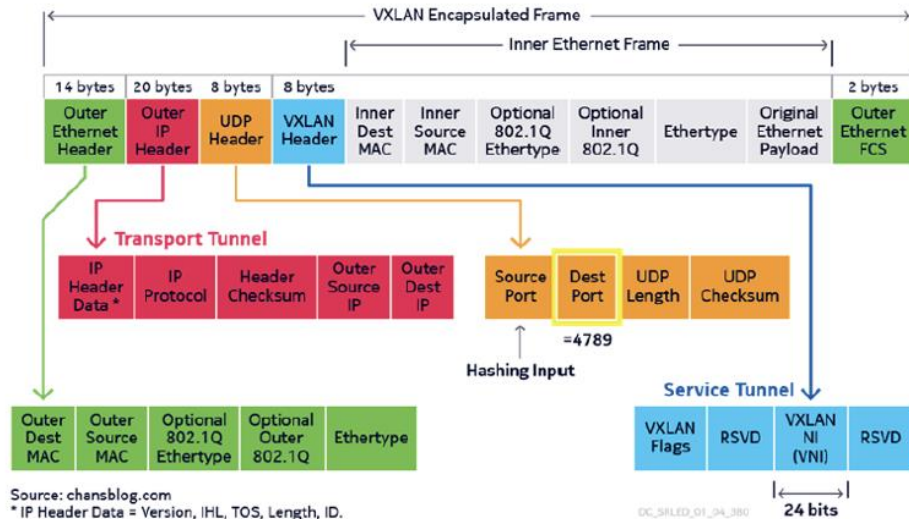 VXLAN Encapsulated Frame
Inner Ethernet Frame
14 bytes 20 bytes 8 bytes 8 bytes 2 bytes
Outer Ethernet Header
Outer IP Header
UDP Header
VXLAN Header
Inner Dest MAC
Inner Source MAC
Optional 802.1Q Ethertype
Optional Inner 802.1Q
Ethertype
Original Ethernet Payload
Outer Ethernet FCS
Transport Tunnel
IP Header Data *
IP Protocol
Header Checksum
Outer Source IP
Outer Dest IP
Source Port
Dest Port
UDP Length
UDP Checksum
=4789
Hashing Input
Service Tunnel
Outer Dest MAC
Outer Source MAC
Optional 802.1Q Ethertype
Optional Outer 802.1Q
Ethertype
VXLAN Flags
RSVD
VXLAN NI (VNI)
RSVD
24 bits
Source: chansblog.com
* IP Header Data = Version, IHL, TOS, Length, ID.
DC_SRLED_01_04_380